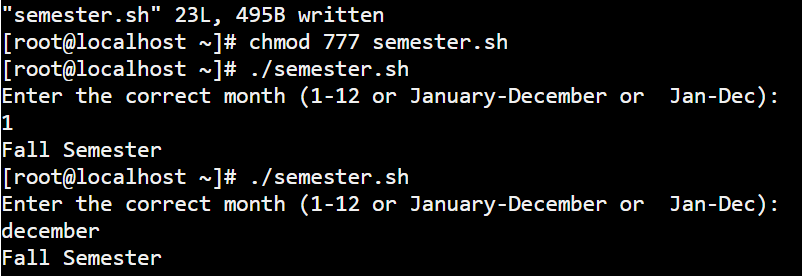 "semester.sh" 23L, 495B written
[root@localhost ~]# chmod 777 semester.sh
[root@localhost ~]# ./semester.sh
Enter the correct month (1-12 or January-December or  Jan-Dec):
1
Fall Semester
[root@localhost ~]# ./semester.sh
Enter the correct month (1-12 or January-December or  Jan-Dec):
december
Fall Semester